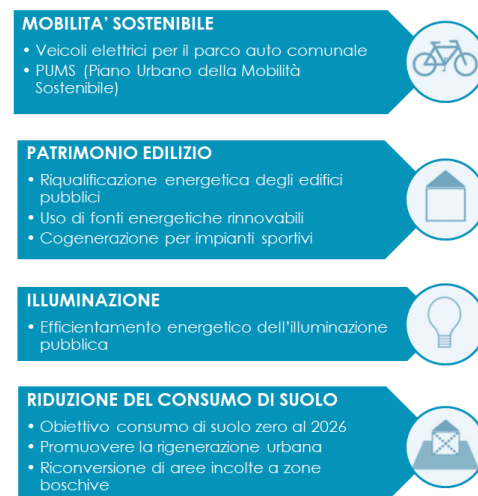 MOBILITA' SOSTENIBILE
• Veicoli elettrici per il parco auto comunale
• PUMS (Piano Urbano della Mobilità
Sostenibile)
PATRIMONIO EDILIZIO
• Riqualificazione energetica degli edifici
pubblici
• Uso di fonti energetiche rinnovabili
• Cogenerazione per impianti sportivi
ILLUMINAZIONE
• Efficientamento energetico dell'illuminazione
pubblica
RIDUZIONE DEL CONSUMO DI SUOLO
• Obiettivo consumo di suolo zero al 2026
• Promuovere la rigenerazione urbana
• Riconversione di aree incolte a zone
boschive